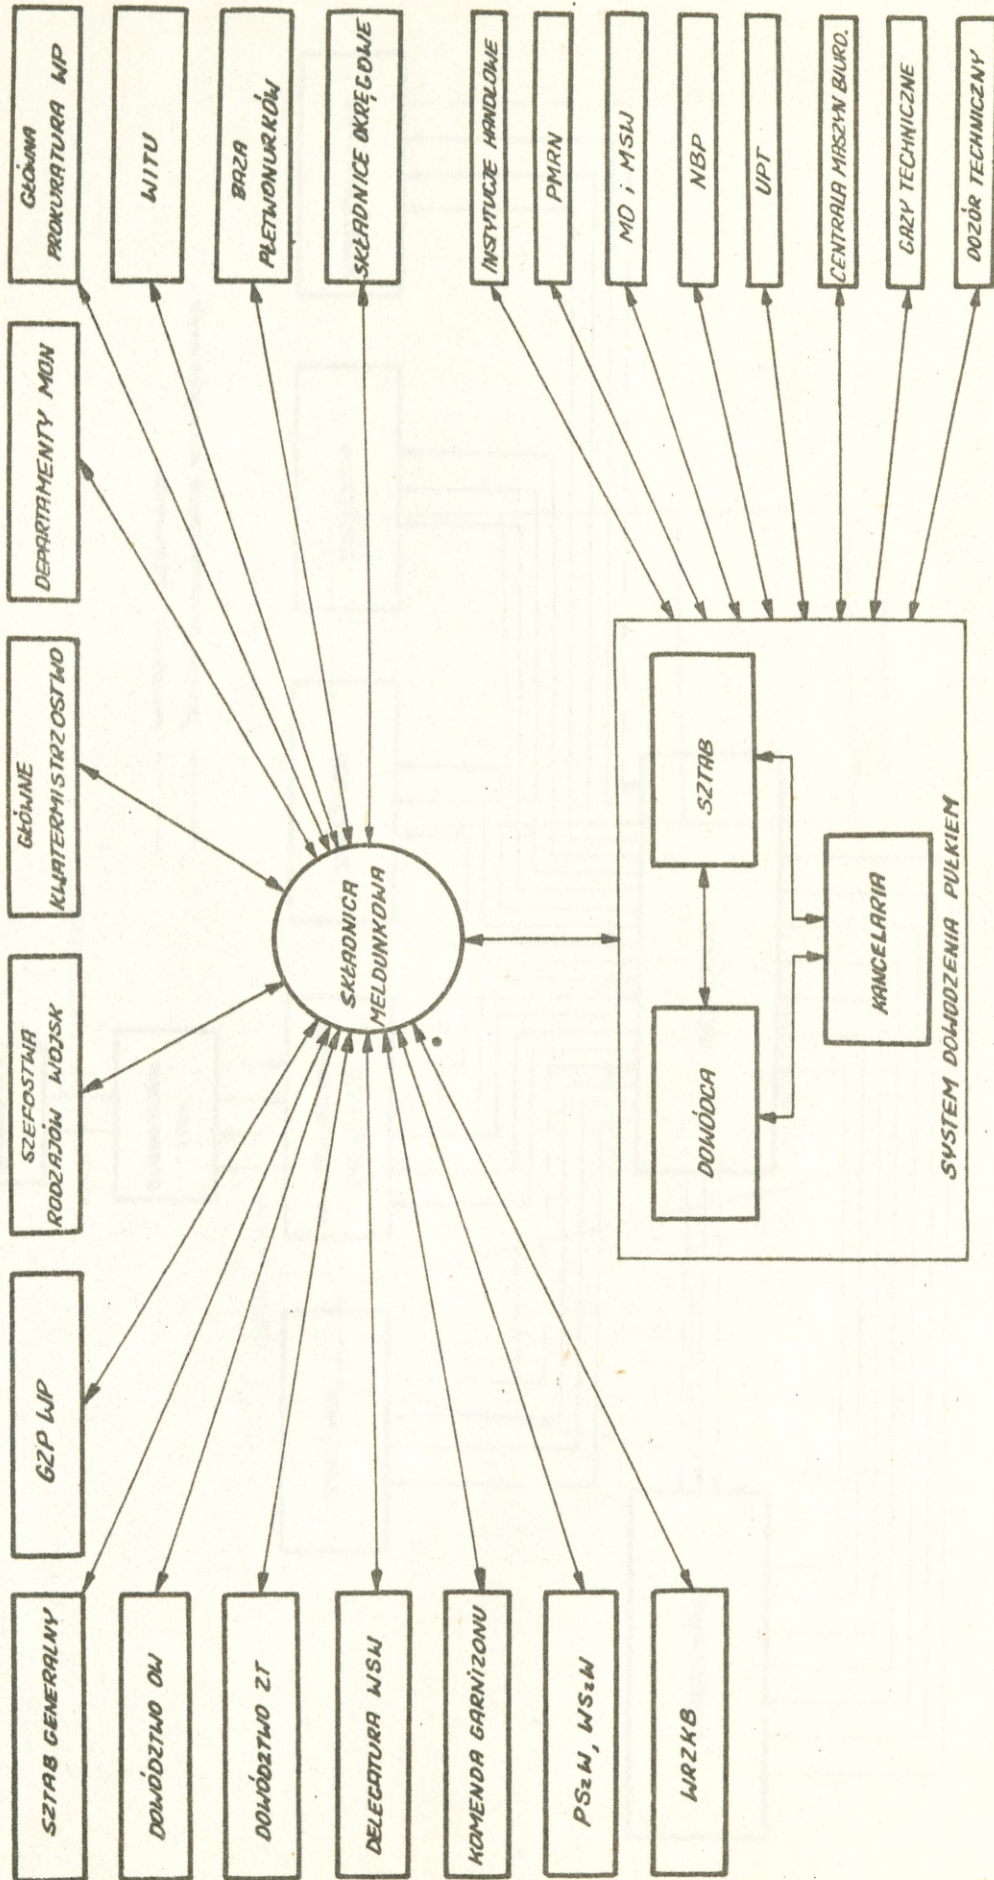 SZTAB GENERALNY
GZP WP
SZEFOSTWA
RODZAJÓW WOJSK
GŁÓWNE
KWATERMISTRZOSTWO
DEPARTAMENTY MON
GŁÓWNA
PROKURATURA WP
DOWÓDZTWO OW
WITU
DOWÓDZTWO ZT
BAZA
PŁETWONURKÓW
DELEGATURA WSW
SKŁADNICE OKRĘGOWE
SKŁADNICA
MELDUNKOWA
KOMENDA GARNIZONU
INSTYTUCJE HANDLOWE
PSzW, WSzW
PMRN
WRZKB
MO i MSW
NBP
UPT
CENTRALA MASZYN BIURO.
GAZY TECHNICZNE
DOZÓR TECHNICZNY
DOWÓDCA
SZTAB
KANCELARIA
SYSTEM DOWODZENIA PUŁKIEM